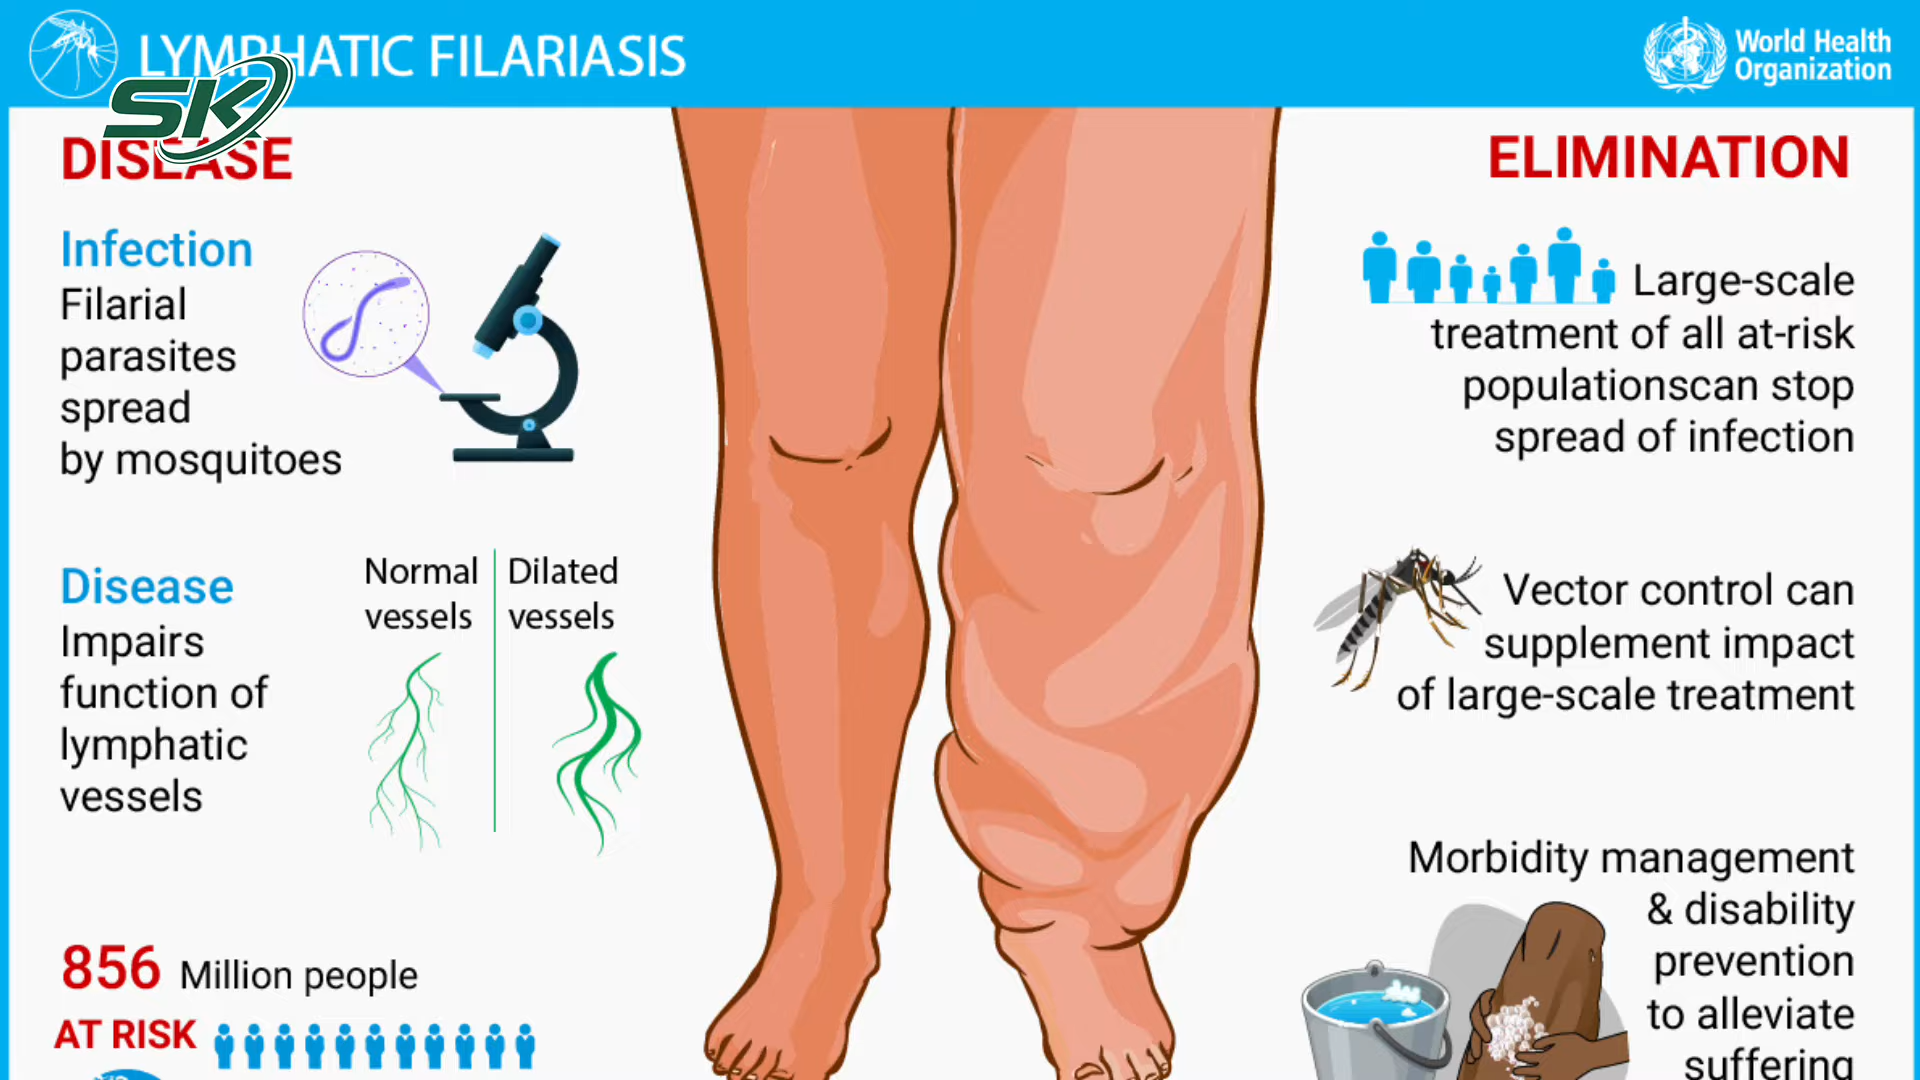 LYMPHATIC FILARIASIS
World Health
Organization
SK
DISEASE
Infection
Filarial
parasites
spread
by mosquitoes
Disease
Impairs
function of
lymphatic
vessels
Normal
vessels
Dilated
vessels
856 Million people
AT RISK
ELIMINATION
Large-scale
treatment of all at-risk
populationscan stop
spread of infection
Vector control can
supplement impact
of large-scale treatment
Morbidity management
& disability
prevention
to alleviate
suffering